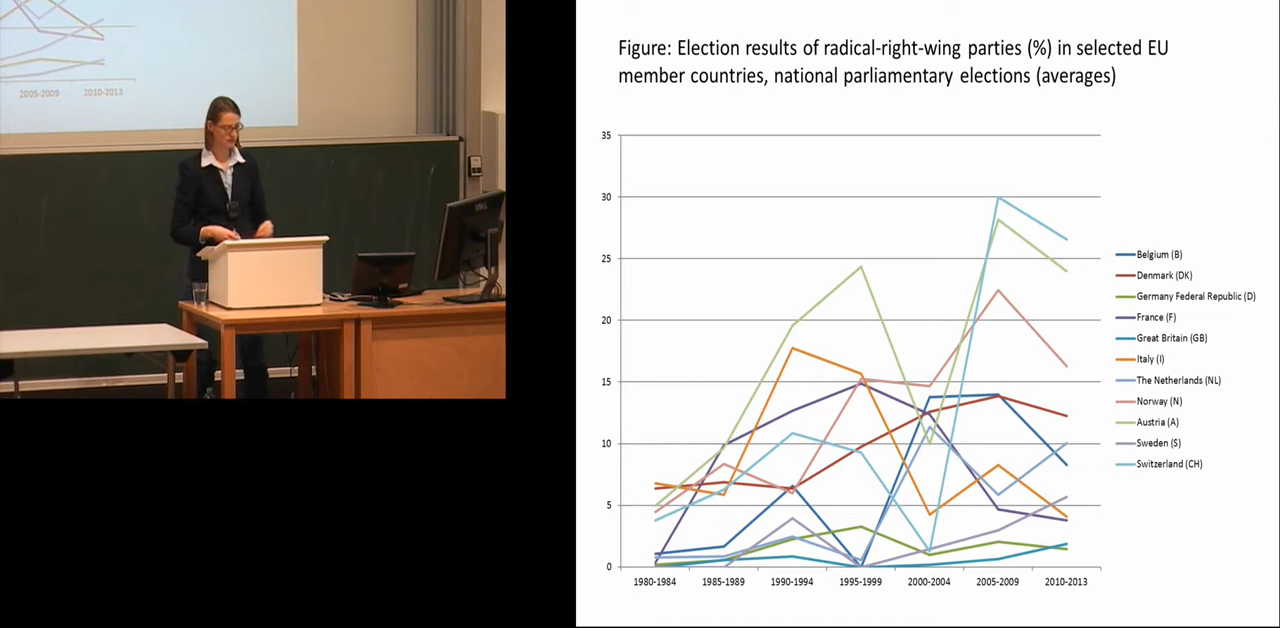 2005-2009
2010-2013
DELL
Figure: Election results of radical-right-wing parties (%) in selected EU
member countries, national parliamentary elections (averages)
35
30
25
20
15
10
5
0
1980-1984
1985-1989
1990-1994
1995-1999
2000-2004
2005-2009
2010-2013
Belgium (B)
Denmark (DK)
Germany Federal Republic (D)
France (F)
Great Britain (GB)
Italy (I)
The Netherlands (NL)
Norway (N)
Austria (A)
Sweden (S)
Switzerland (CH)